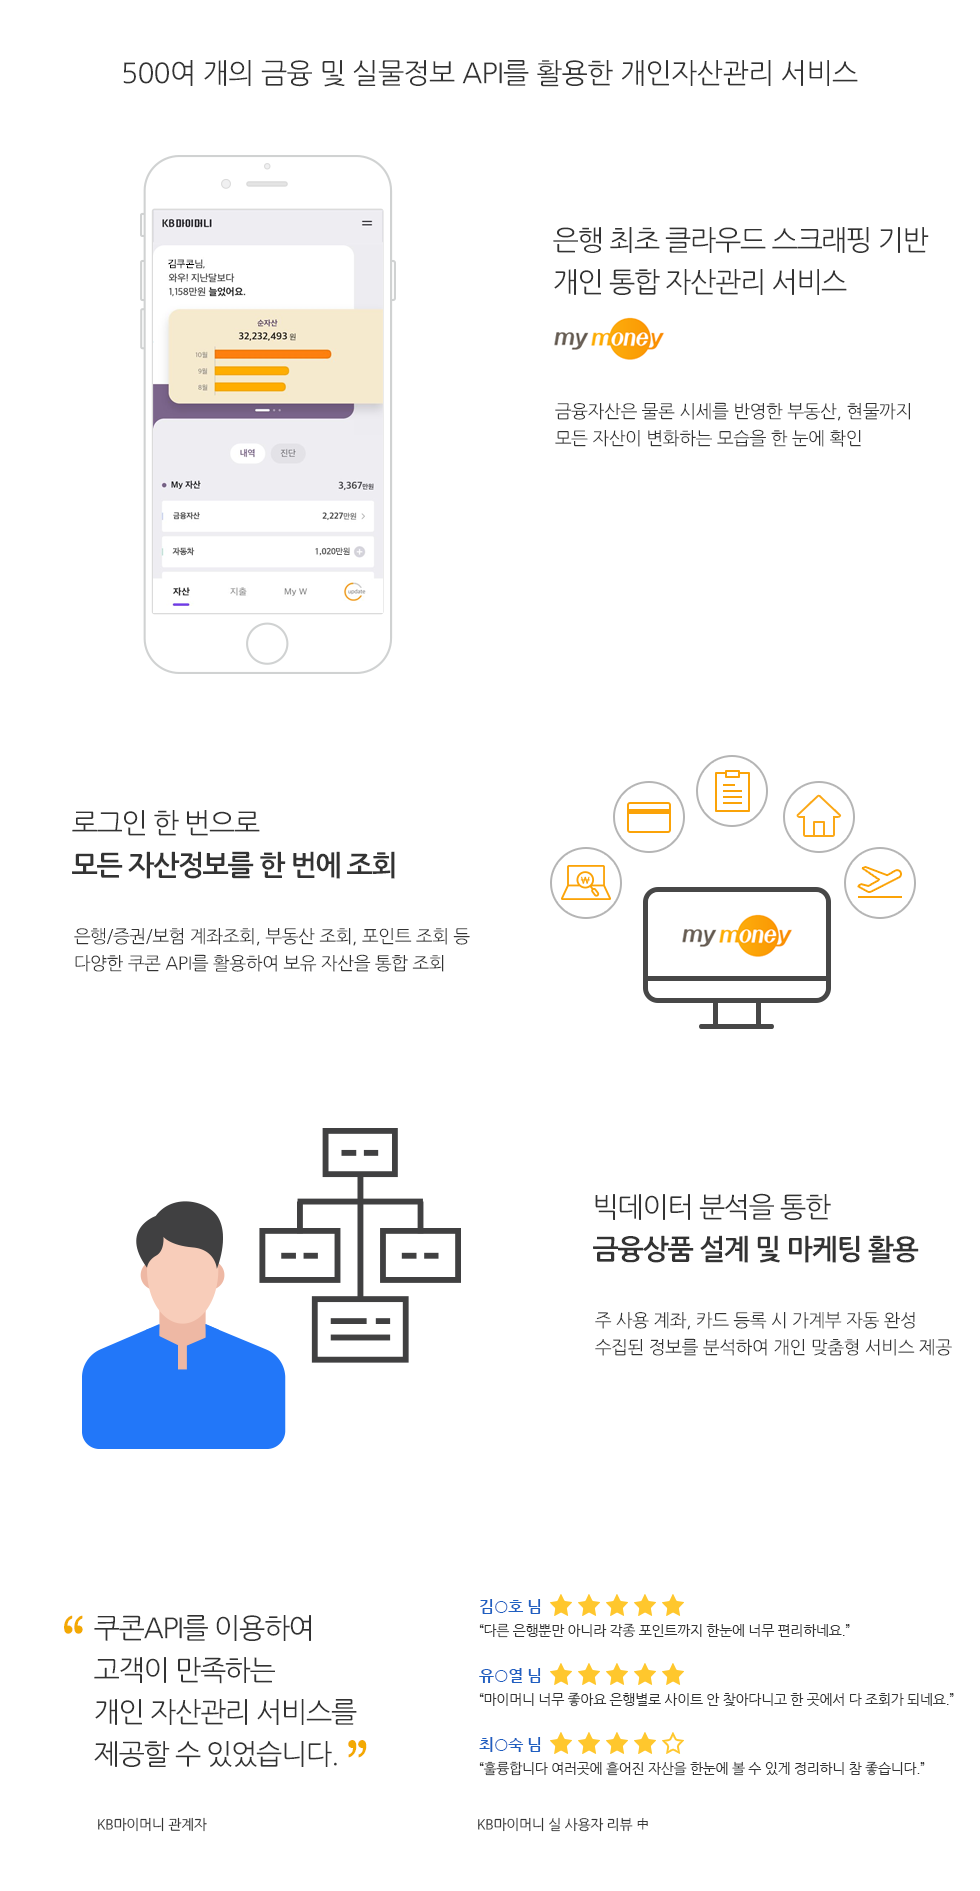 500여 개의 금융 및 실물정보 API를 활용한 개인자산관리 서비스
KB마이머니
김쿠콘님,
와우! 지난달보다
1,158만원 늘었어요.
순자산
32,232,493 원
10월
9월
8월
내역 진단
My 자산 3,367만원
금융자산 2,227만원
자동차 1,020만원
자산 지출 My W update
은행 최초 클라우드 스크래핑 기반
개인 통합 자산관리 서비스
my money
금융자산은 물론 시세를 반영한 부동산, 현물까지
모든 자산이 변화하는 모습을 한 눈에 확인
로그인 한 번으로
모든 자산정보를 한 번에 조회
은행/증권/보험 계좌조회, 부동산 조회, 포인트 조회 등
다양한 쿠콘 API를 활용하여 보유 자산을 통합 조회
₩
my money
빅데이터 분석을 통한
금융상품 설계 및 마케팅 활용
주 사용 계좌, 카드 등록 시 가계부 자동 완성
수집된 정보를 분석하여 개인 맞춤형 서비스 제공
“ 쿠콘API를 이용하여
고객이 만족하는
개인 자산관리 서비스를
제공할 수 있었습니다. ”
KB마이머니 관계자
김○호 님 ★★★★★
“다른 은행뿐만 아니라 각종 포인트까지 한눈에 너무 편리하네요.”
유○열 님 ★★★★★
“마이머니 너무 좋아요 은행별로 사이트 안 찾아다니고 한 곳에서 다 조회가 되네요.”
최○숙 님 ★★★★☆
“훌륭합니다 여러곳에 흩어진 자산을 한눈에 볼 수 있게 정리하니 참 좋습니다.”
KB마이머니 실 사용자 리뷰 中